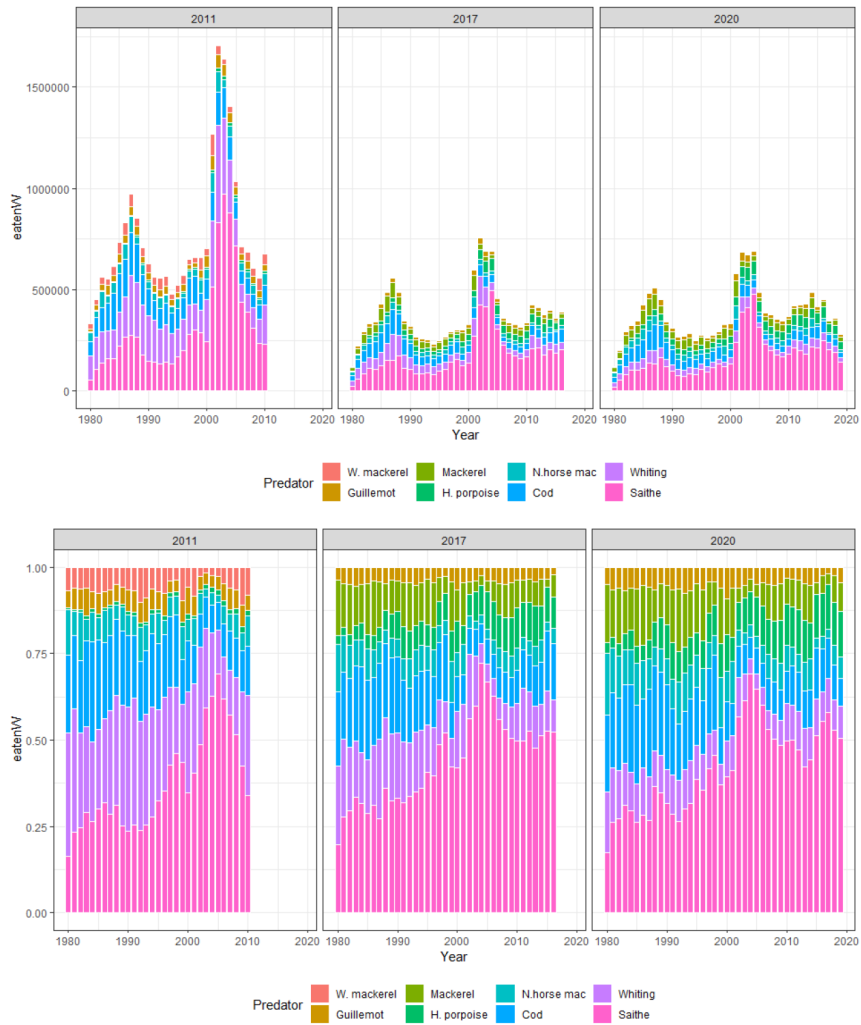 2011 2017 2020
1500000
1000000
500000
0
eatenW
1980 1990 2000 2010 2020 1980 1990 2000 2010 2020 1980 1990 2000 2010 2020
Year
Predator
W. mackerel Mackerel N.horse mac Whiting
Guillemot H. porpoise Cod Saithe
2011 2017 2020
1.00
0.75
0.50
0.25
0.00
eatenW
1980 1990 2000 2010 2020 1980 1990 2000 2010 2020 1980 1990 2000 2010 2020
Year
Predator
W. mackerel Mackerel N.horse mac Whiting
Guillemot H. porpoise Cod Saithe